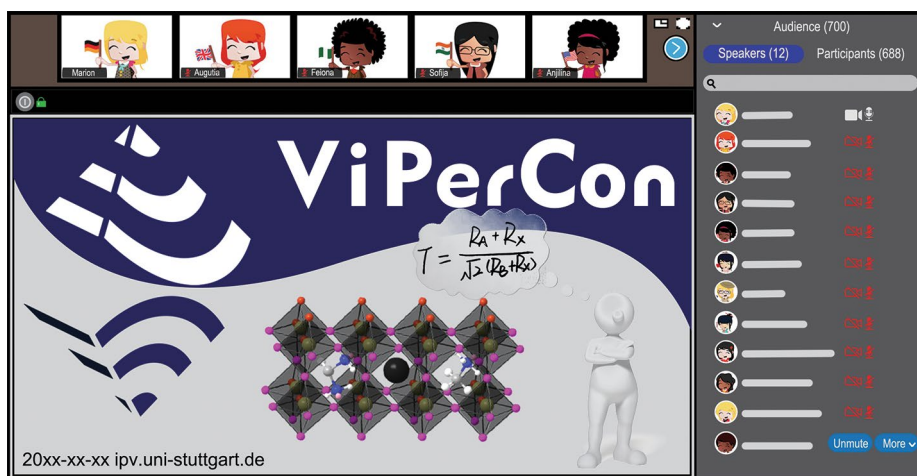 Marion
Augutia
Feiona
Sofija
Anjilina
Audience (700)
Speakers (12)
Participants (688)
ViPerCon
T = (RA + RX) / (√2 (RB + RX))
20xx-xx-xx ipv.uni-stuttgart.de
Unmute
More